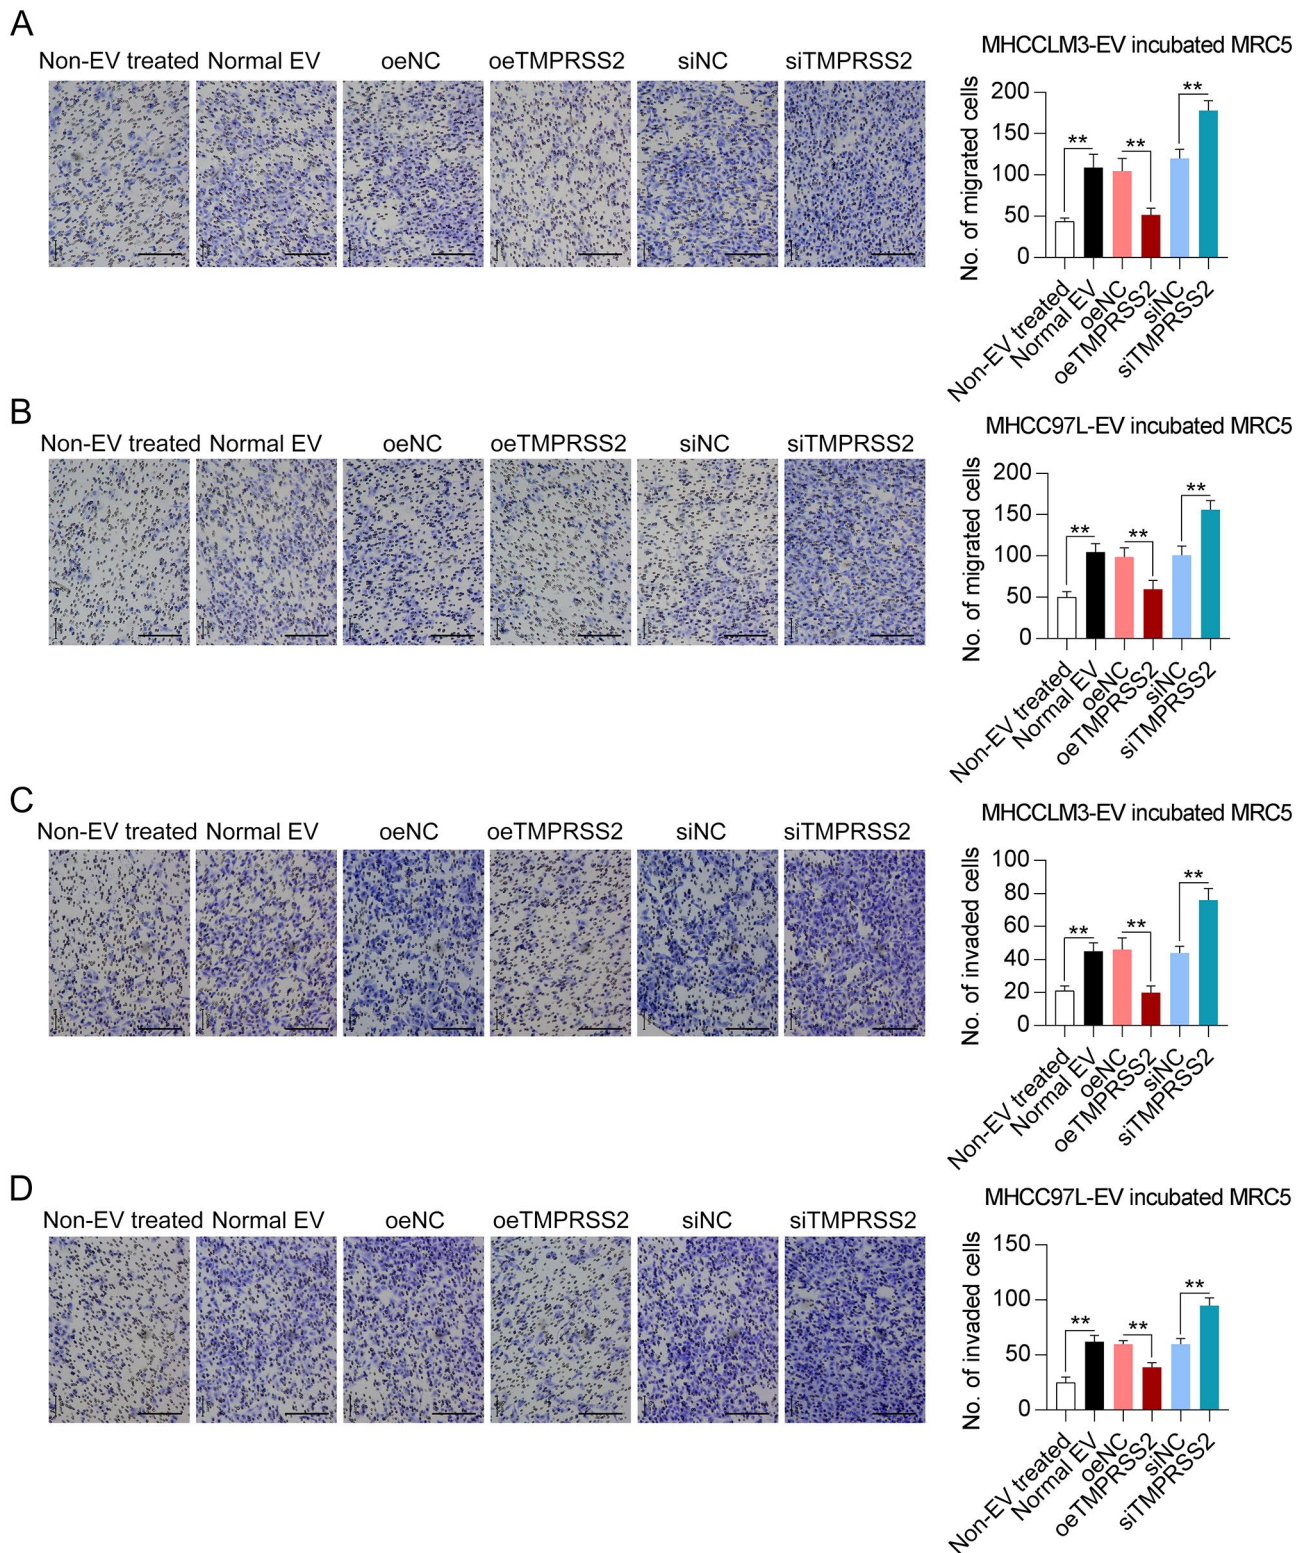 A
Non-EV treated Normal EV oeNC oeTMPRSS2 siNC siTMPRSS2
MHCCLM3-EV incubated MRC5
No. of migrated cells
200
150
100
50
0
** ** **
Non-EV treated
Normal EV
oeNC
oeTMPRSS2
siNC
siTMPRSS2
B
Non-EV treated Normal EV oeNC oeTMPRSS2 siNC siTMPRSS2
MHCC97L-EV incubated MRC5
No. of migrated cells
200
150
100
50
0
** ** **
Non-EV treated
Normal EV
oeNC
oeTMPRSS2
siNC
siTMPRSS2
C
Non-EV treated Normal EV oeNC oeTMPRSS2 siNC siTMPRSS2
MHCCLM3-EV incubated MRC5
No. of invaded cells
100
80
60
40
20
0
** ** **
Non-EV treated
Normal EV
oeNC
oeTMPRSS2
siNC
siTMPRSS2
D
Non-EV treated Normal EV oeNC oeTMPRSS2 siNC siTMPRSS2
MHCC97L-EV incubated MRC5
No. of invaded cells
150
100
50
0
** ** **
Non-EV treated
Normal EV
oeNC
oeTMPRSS2
siNC
siTMPRSS2